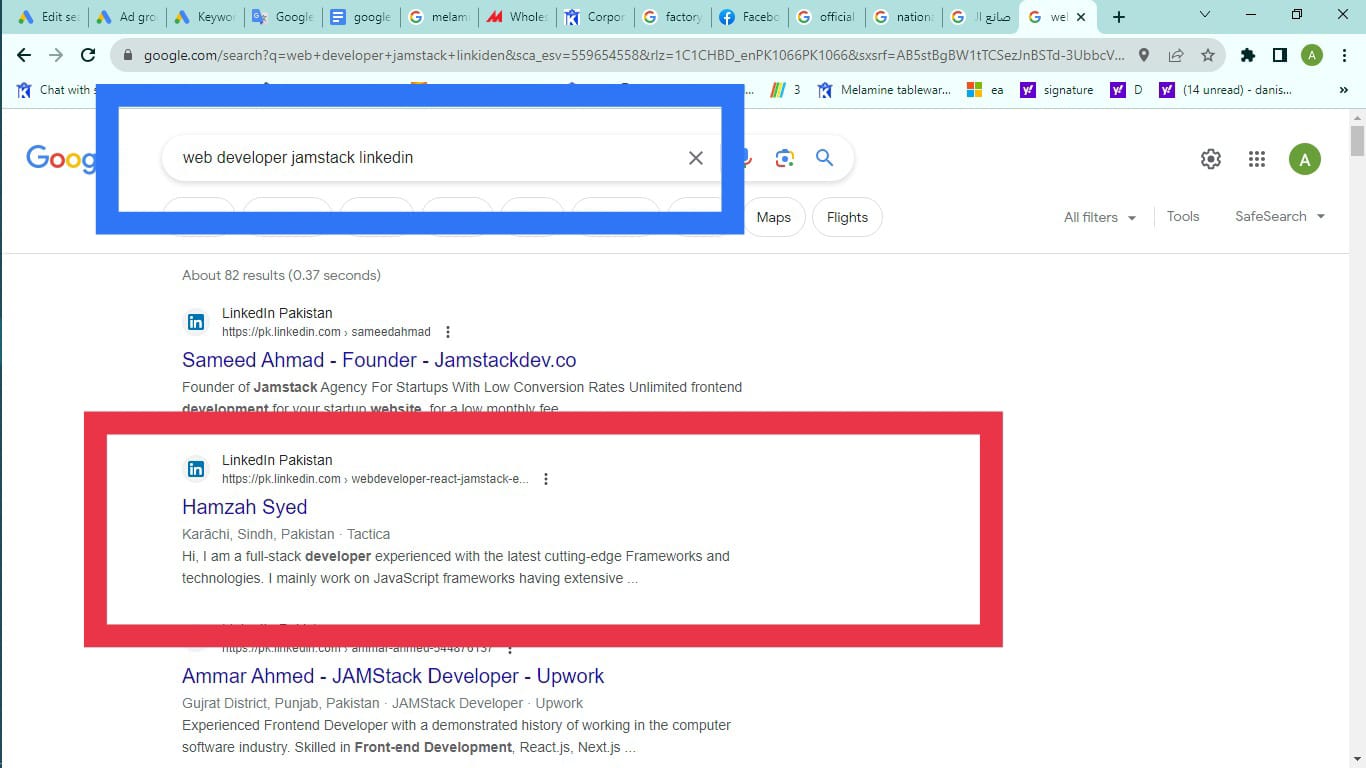 Edit se
Ad gro
Keywor
Google
google
melami
Wholes
Corpor
factory
Facebo
official
nationa
صانع ال
wel
google.com/search?q=web+developer+jamstack+linkiden&sca_esv=559654558&rlz=1C1CHBD_enPK1066PK1066&sxsrf=AB5stBgBW1tTCSezJnBSTd-3UbbcV...
A
Chat with s
...
3
Melamine tablewar...
ea
signature
D
(14 unread) - danis...
»
Goog
web developer jamstack linkedin
A
Maps
Flights
All filters
Tools
SafeSearch
About 82 results (0.37 seconds)
LinkedIn Pakistan
https://pk.linkedin.com › sameedahmad
Sameed Ahmad - Founder - Jamstackdev.co
Founder of Jamstack Agency For Startups With Low Conversion Rates Unlimited frontend
development for your startup website, for a low monthly fee
LinkedIn Pakistan
https://pk.linkedin.com › webdeveloper-react-jamstack-e...
Hamzah Syed
Karāchi, Sindh, Pakistan · Tactica
Hi, I am a full-stack developer experienced with the latest cutting-edge Frameworks and
technologies. I mainly work on JavaScript frameworks having extensive ...
https://pk.linkedin.com › ammar-ahmed-544876137
Ammar Ahmed - JAMStack Developer - Upwork
Gujrat District, Punjab, Pakistan · JAMStack Developer · Upwork
Experienced Frontend Developer with a demonstrated history of working in the computer
software industry. Skilled in Front-end Development, React.js, Next.js ...